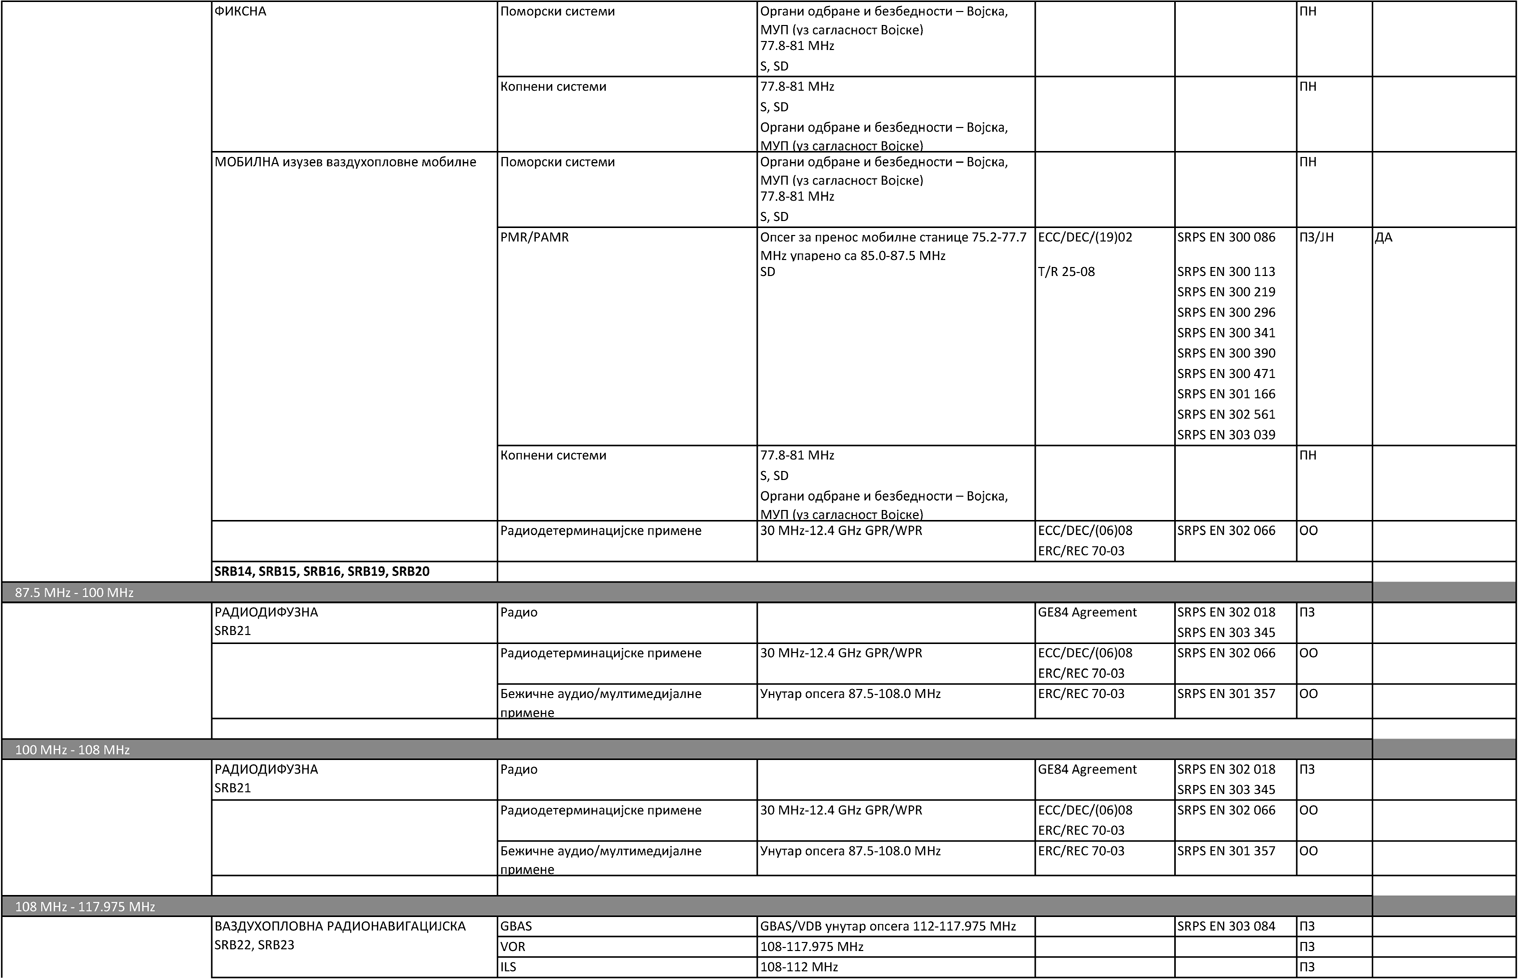 ФИКСНА
Поморски системи
Органи одбране и безбедности – Војска,
МУП (уз сагласност Војске)
77.8-81 MHz
S, SD
ПН
Копнени системи
77.8-81 MHz
S, SD
Органи одбране и безбедности – Војска,
МУП (уз сагласност Војске)
ПН
МОБИЛНА изузев ваздухопловне мобилне
Поморски системи
Органи одбране и безбедности – Војска,
МУП (уз сагласност Војске)
77.8-81 MHz
S, SD
ПН
PMR/PAMR
Опсег за пренос мобилне станице 75.2-77.7
MHz упарено са 85.0-87.5 MHz
SD
ECC/DEC/(19)02
T/R 25-08
SRPS EN 300 086
SRPS EN 300 113
SRPS EN 300 219
SRPS EN 300 296
SRPS EN 300 341
SRPS EN 300 390
SRPS EN 300 471
SRPS EN 301 166
SRPS EN 302 561
SRPS EN 303 039
ПЗ/ЈН
ДА
Копнени системи
77.8-81 MHz
S, SD
Органи одбране и безбедности – Војска,
МУП (уз сагласност Војске)
ПН
Радиодетерминацијске примене
30 MHz-12.4 GHz GPR/WPR
ECC/DEC/(06)08
ERC/REC 70-03
SRPS EN 302 066
ОО
SRB14, SRB15, SRB16, SRB19, SRB20
87.5 MHz - 100 MHz
РАДИОДИФУЗНА
SRB21
Радио
GE84 Agreement
SRPS EN 302 018
SRPS EN 303 345
ПЗ
Радиодетерминацијске примене
30 MHz-12.4 GHz GPR/WPR
ECC/DEC/(06)08
ERC/REC 70-03
SRPS EN 302 066
ОО
Бежичне аудио/мултимедијалне
примене
Унутар опсега 87.5-108.0 MHz
ERC/REC 70-03
SRPS EN 301 357
ОО
100 MHz - 108 MHz
РАДИОДИФУЗНА
SRB21
Радио
GE84 Agreement
SRPS EN 302 018
SRPS EN 303 345
ПЗ
Радиодетерминацијске примене
30 MHz-12.4 GHz GPR/WPR
ECC/DEC/(06)08
ERC/REC 70-03
SRPS EN 302 066
ОО
Бежичне аудио/мултимедијалне
примене
Унутар опсега 87.5-108.0 MHz
ERC/REC 70-03
SRPS EN 301 357
ОО
108 MHz - 117.975 MHz
ВАЗДУХОПЛОВНА РАДИОНАВИГАЦИЈСКА
SRB22, SRB23
GBAS
GBAS/VDB унутар опсега 112-117.975 MHz
SRPS EN 303 084
ПЗ
VOR
108-117.975 MHz
ПЗ
ILS
108-112 MHz
ПЗ